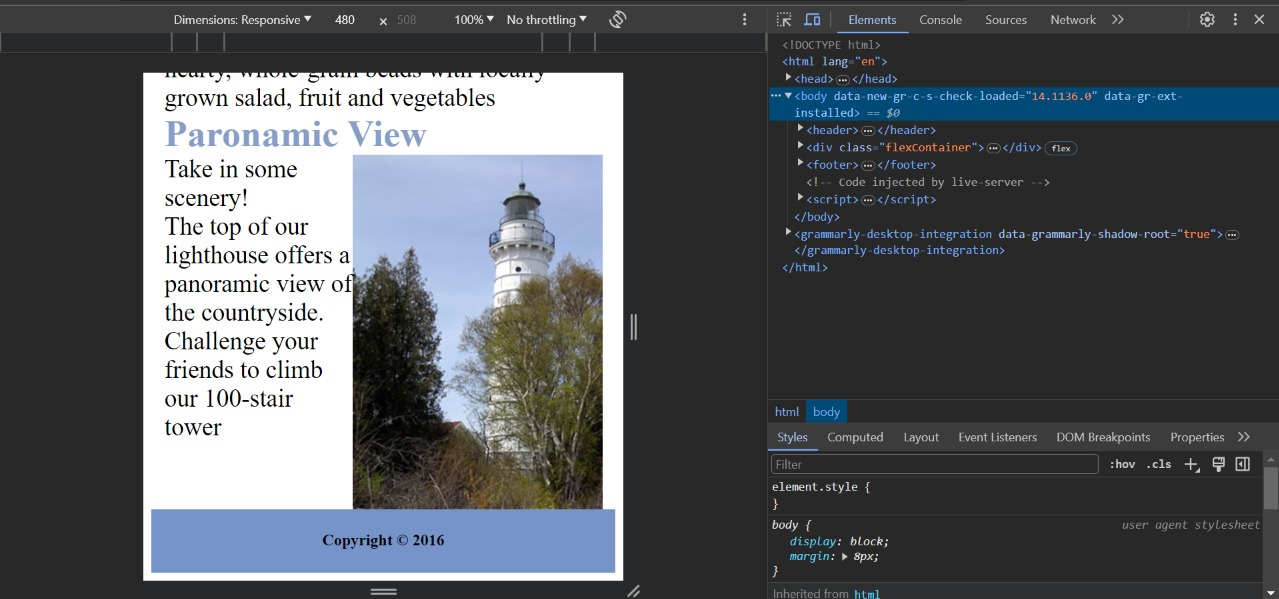 Dimensions: Responsive ▼ 480 × 508 100% ▼ No throttling ▼
Elements Console Sources Network
hearty, whole-grain beads with locally
grown salad, fruit and vegetables
Paronamic View
Take in some
scenery!
The top of our
lighthouse offers a
panoramic view of
the countryside.
Challenge your
friends to climb
our 100-stair
tower
Copyright © 2016
<!DOCTYPE html>
<html lang="en">
<head> ⋯ </head>
<body data-new-gr-c-s-check-loaded="14.1136.0" data-gr-ext-
installed> == $0
<header> ⋯ </header>
<div class="flexContainer"> ⋯ </div> flex
<footer> ⋯ </footer>
<!-- Code injected by live-server -->
<script> ⋯ </script>
</body>
<grammarly-desktop-integration data-grammarly-shadow-root="true"> ⋯
</grammarly-desktop-integration>
</html>
html body
Styles Computed Layout Event Listeners DOM Breakpoints Properties
Filter :hov .cls
element.style {
}
body { user agent stylesheet
display: block;
margin: ▶ 8px;
}
Inherited from html